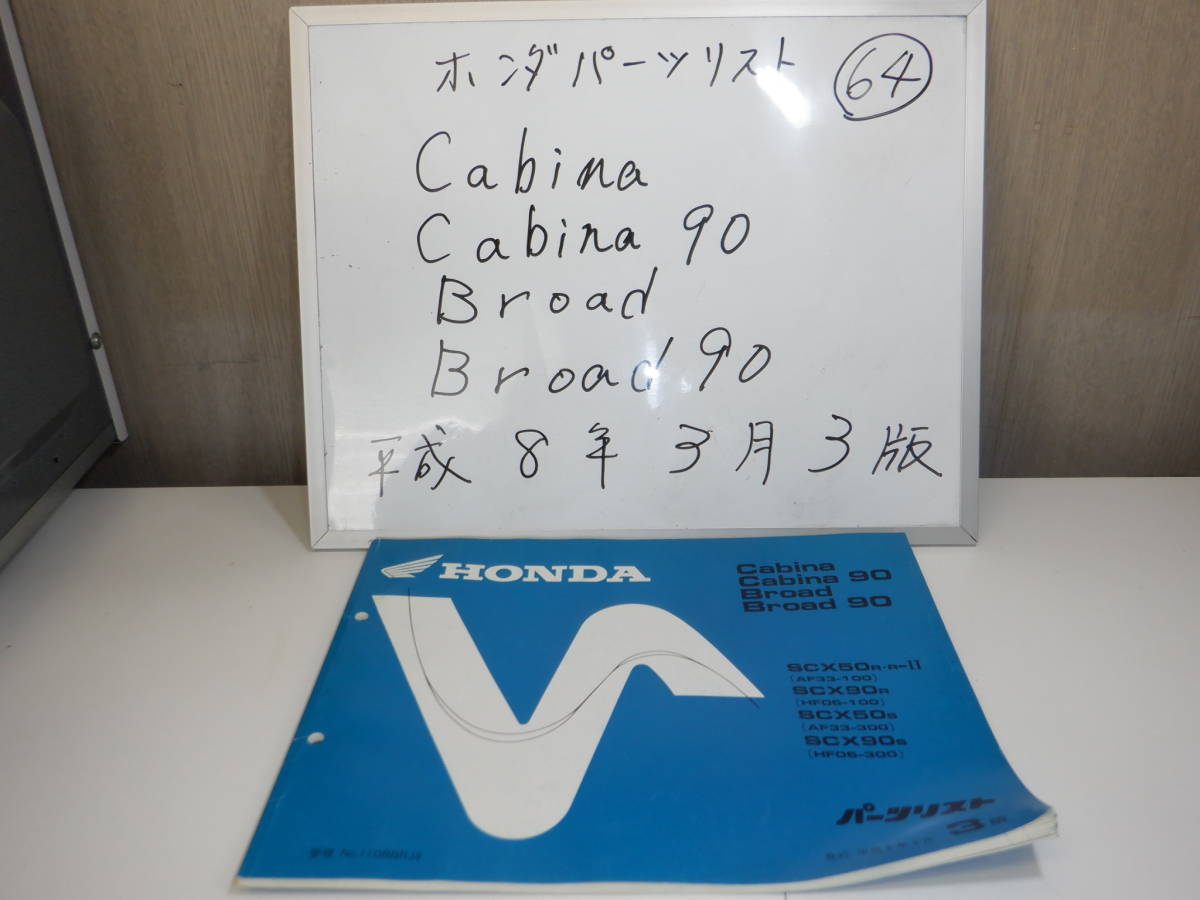 ホンダパーツリスト 64
Cabina
Cabina 90
Broad
Broad 90
平成 8年 3月 3版
HONDA
Cabina
Cabina 90
Broad
Broad 90
SCX50R·R-II
(AF33-100)
SCX90R
(HF06-100)
SCX50S
(AF33-300)
SCX90S
(HF06-300)
パーツリスト
3版